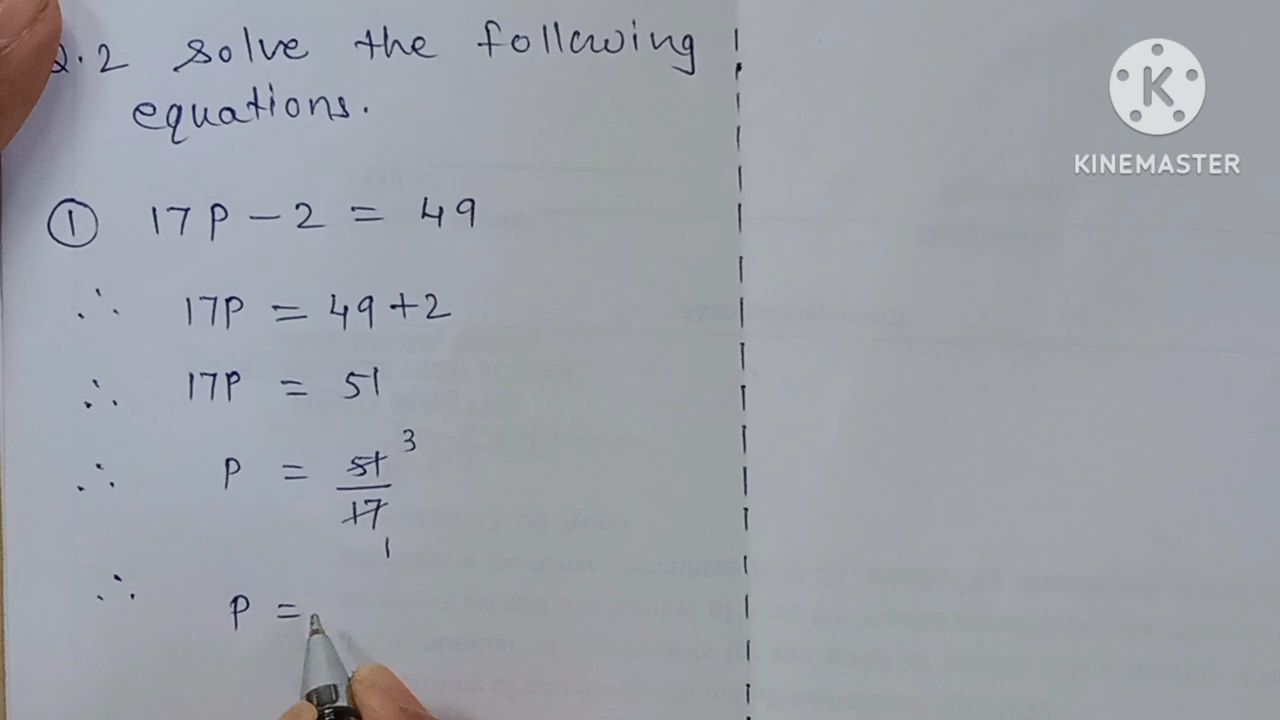 Q.2 solve the following
equations.
① 17P - 2 = 49
∴ 17P = 49 + 2
∴ 17P = 51
∴ P = 51/17 3 1
∴ P =
K
KINEMASTER